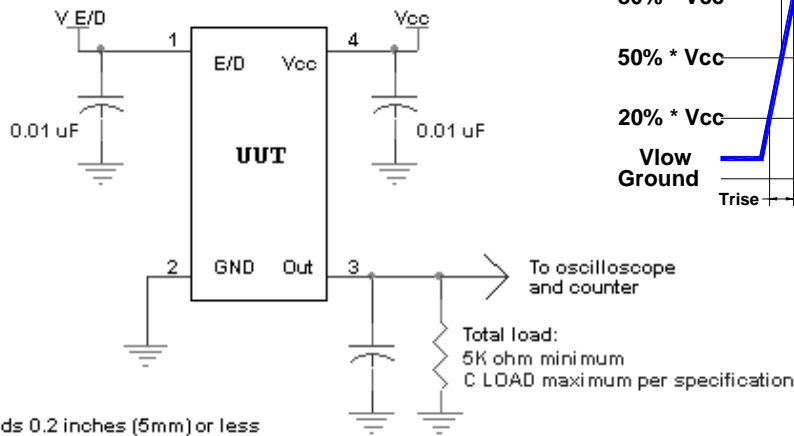 V E/D
Vcc
50% * Vcc
1
4
E/D Vcc
20% * Vcc
0.01 uF
0.01 uF
UUT
Vlow
Ground
Trise
2
GND Out
3
To oscilloscope
and counter
Total load:
5K ohm minimum
C LOAD maximum per specification
0.2 inches (5mm) or less